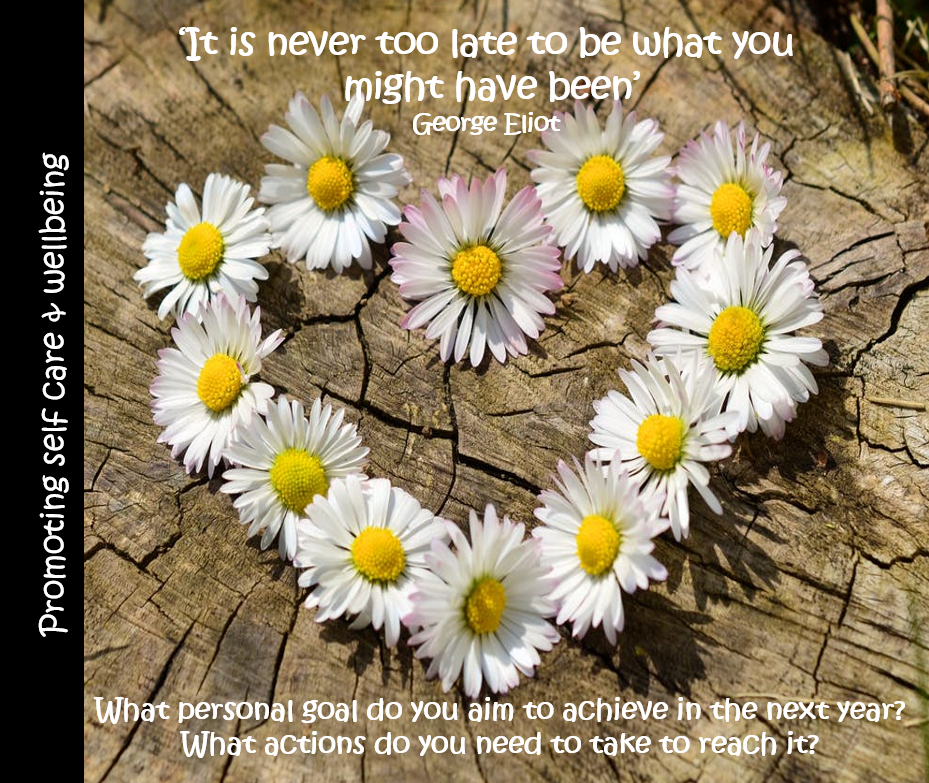 ‘It is never too late to be what you
might have been’
George Eliot
Promoting self Care & wellbeing
What personal goal do you aim to achieve in the next year?
What actions do you need to take to reach it?